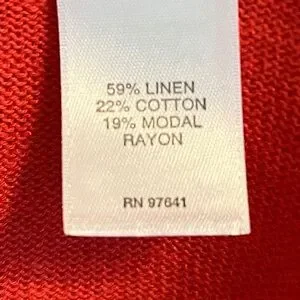 59% LINEN
22% COTTON
19% MODAL
RAYON
RN 97641